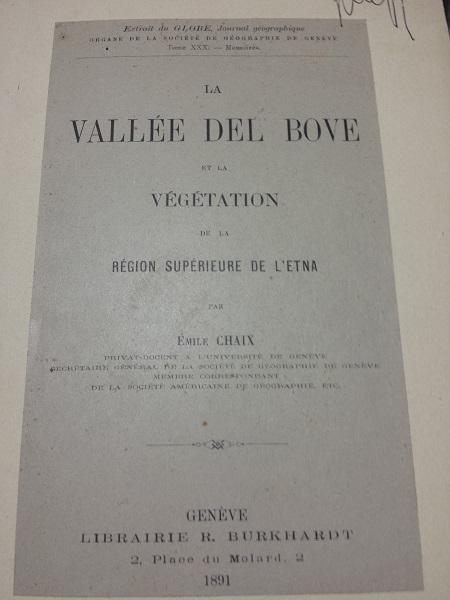 Extrait du GLOBE, Journal géographique
ORGANE DE LA SOCIÉTÉ DE GÉOGRAPHIE DE GENÈVE
Tome XXX. — Mémoires.
LA
VALLÉE DEL BOVE
ET LA
VÉGÉTATION
DE LA
RÉGION SUPÉRIEURE DE L'ETNA
PAR
ÉMILE CHAIX
PRIVAT-DOCENT A L'UNIVERSITÉ DE GENÈVE
SECRÉTAIRE GÉNÉRAL DE LA SOCIÉTÉ DE GÉOGRAPHIE DE GENÈVE
MEMBRE CORRESPONDANT
DE LA SOCIÉTÉ AMÉRICAINE DE GÉOGRAPHIE, ETC.
GENÈVE
LIBRAIRIE R. BURKHARDT
2, Place du Molard, 2
1891